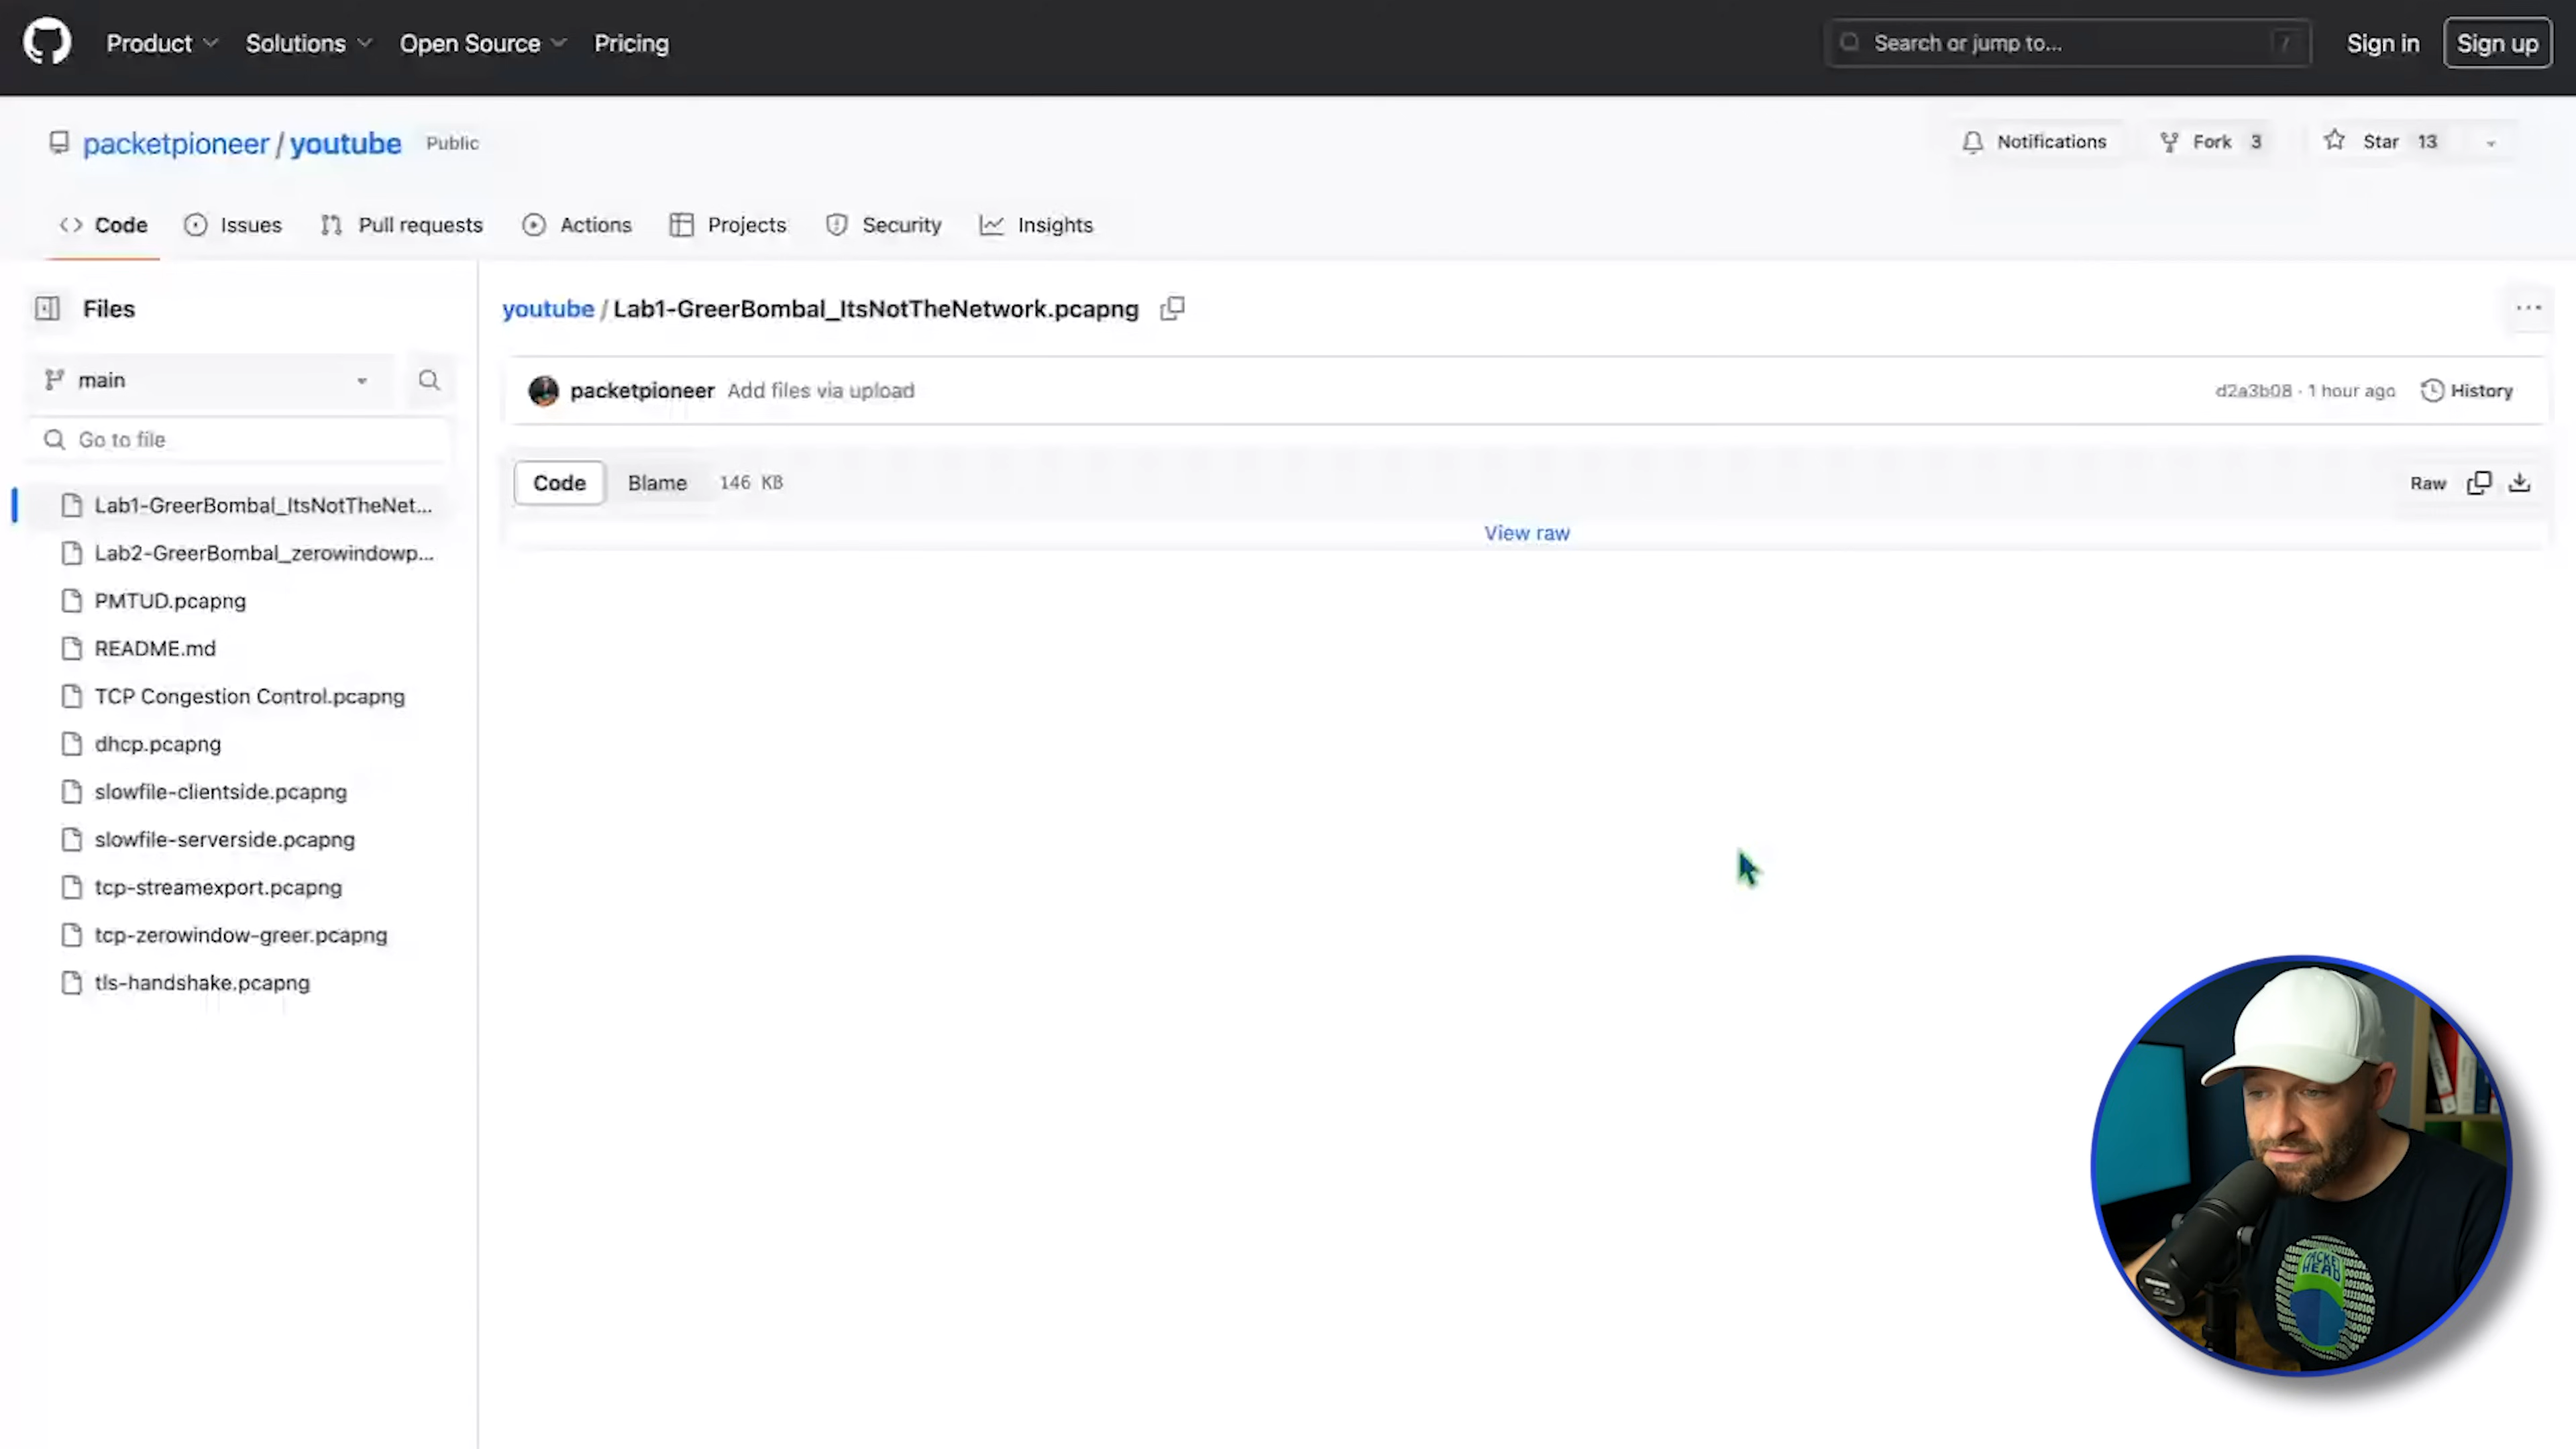 Product Solutions Open Source Pricing Search or jump to... / Sign in Sign up
packetpioneer / youtube Public Notifications Fork 3 Star 13
Code Issues Pull requests Actions Projects Security Insights
Files
main
Go to file
Lab1-GreerBombal_ItsNotTheNet...
Lab2-GreerBombal_zerowindowp...
PMTUD.pcapng
README.md
TCP Congestion Control.pcapng
dhcp.pcapng
slowfile-clientside.pcapng
slowfile-serverside.pcapng
tcp-streamexport.pcapng
tcp-zerowindow-greer.pcapng
tls-handshake.pcapng
youtube / Lab1-GreerBombal_ItsNotTheNetwork.pcapng
packetpioneer Add files via upload d2a3b08 · 1 hour ago History
Code Blame 146 KB Raw
View raw
HEAD